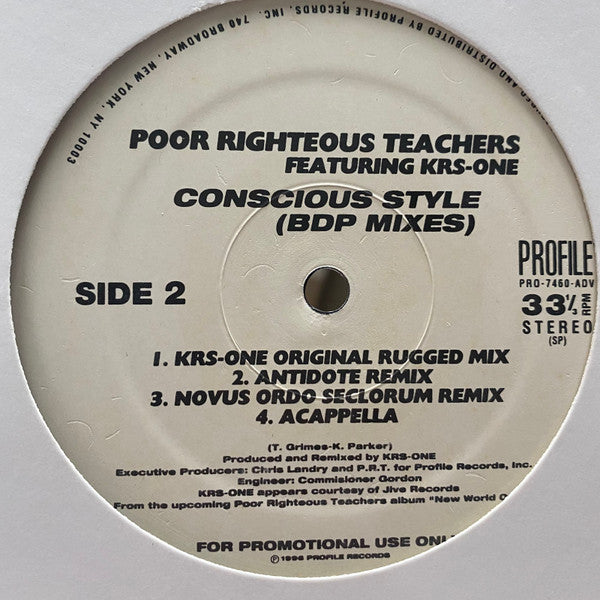 AND DISTRIBUTED BY PROFILE RECORDS, INC. 740 BROADWAY, NEW YORK, NY 10003
POOR RIGHTEOUS TEACHERS
FEATURING KRS-ONE
CONSCIOUS STYLE
(BDP MIXES)
SIDE 2
PROFILE
PRO-7460-ADV
33⅓ RPM
STEREO
(SP)
1. KRS-ONE ORIGINAL RUGGED MIX
2. ANTIDOTE REMIX
3. NOVUS ORDO SECLORUM REMIX
4. ACAPPELLA
(T. Grimes-K. Parker)
Produced and Remixed by KRS-ONE
Executive Producers: Chris Landry and P.R.T. for Profile Records, Inc.
Engineer: Commisioner Gordon
KRS-ONE appears courtesy of Jive Records
From the upcoming Poor Righteous Teachers album "New World
FOR PROMOTIONAL USE
℗ 1996 PROFILE RECORDS